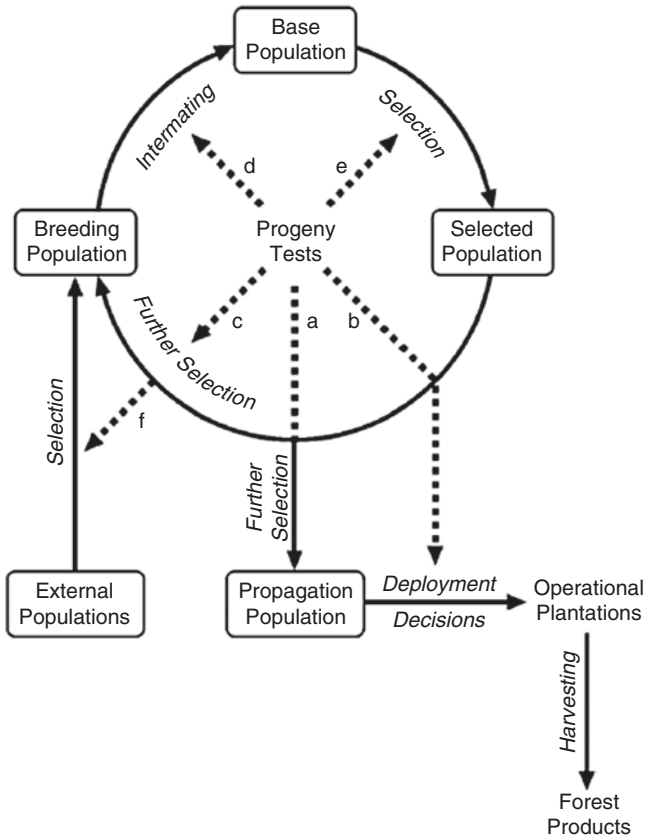 Base
Population
Intermating
Selection
d
e
Breeding
Population
Progeny
Tests
Selected
Population
Further Selection
c
a
b
Selection
f
Further
Selection
External
Populations
Propagation
Population
Deployment
Decisions
Operational
Plantations
Harvesting
Forest
Products